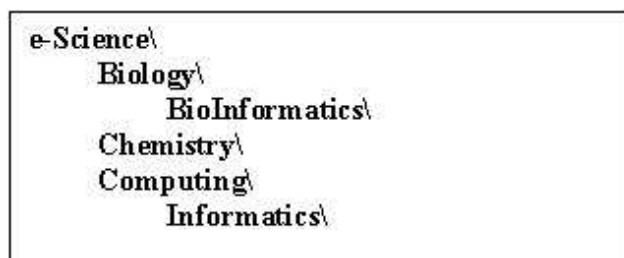 e-Science\
Biology\
BioInformatics\
Chemistry\
Computing\
Informatics\